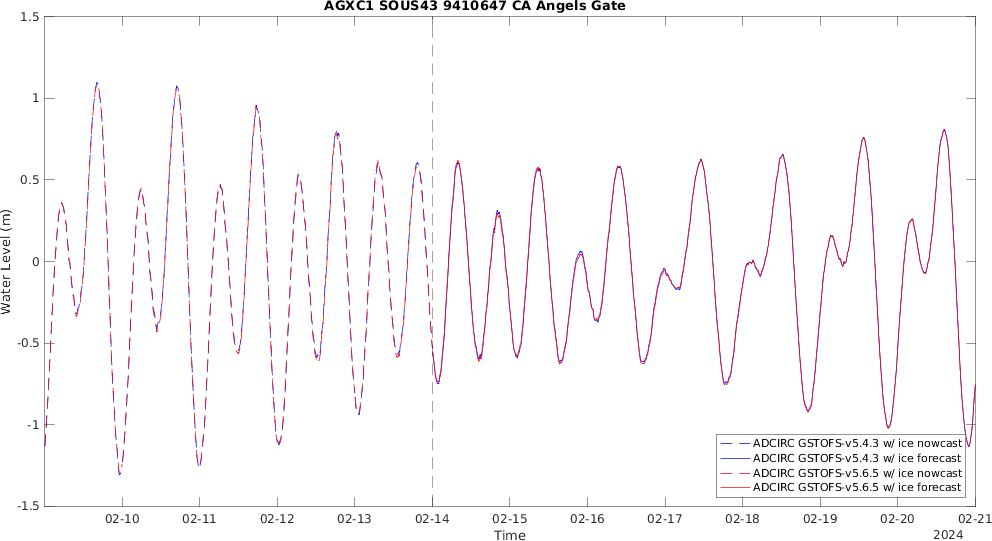 AGXC1 SOUS43 9410647 CA Angels Gate
1.5
1
0.5
0
-0.5
-1
-1.5
Water Level (m)
ADCIRC GSTOFS-v5.4.3 w/ ice nowcast
ADCIRC GSTOFS-v5.4.3 w/ ice forecast
ADCIRC GSTOFS-v5.6.5 w/ ice nowcast
ADCIRC GSTOFS-v5.6.5 w/ ice forecast
02-10 02-11 02-12 02-13 02-14 02-15 02-16 02-17 02-18 02-19 02-20 02-21
Time
2024